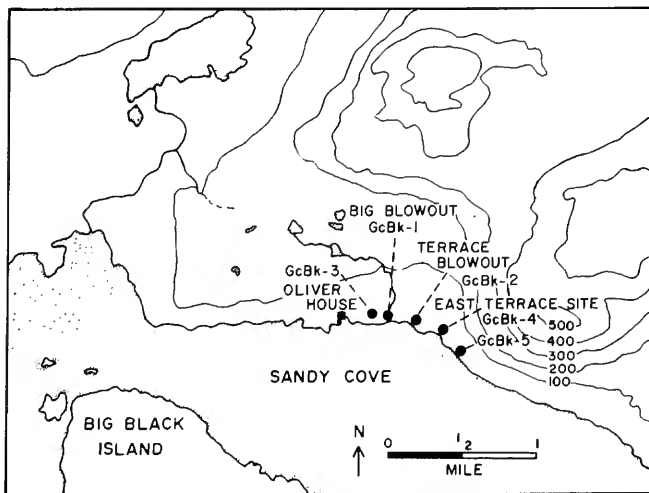 BIG BLOWOUT
GcBk-1
TERRACE
BLOWOUT
GcBk-3
GcBk-2
OLIVER
HOUSE
EAST TERRACE SITE
GcBk-4
500
400
GcBk-5
300
200
100
SANDY COVE
BIG BLACK
ISLAND
N
0 1/2 1
MILE